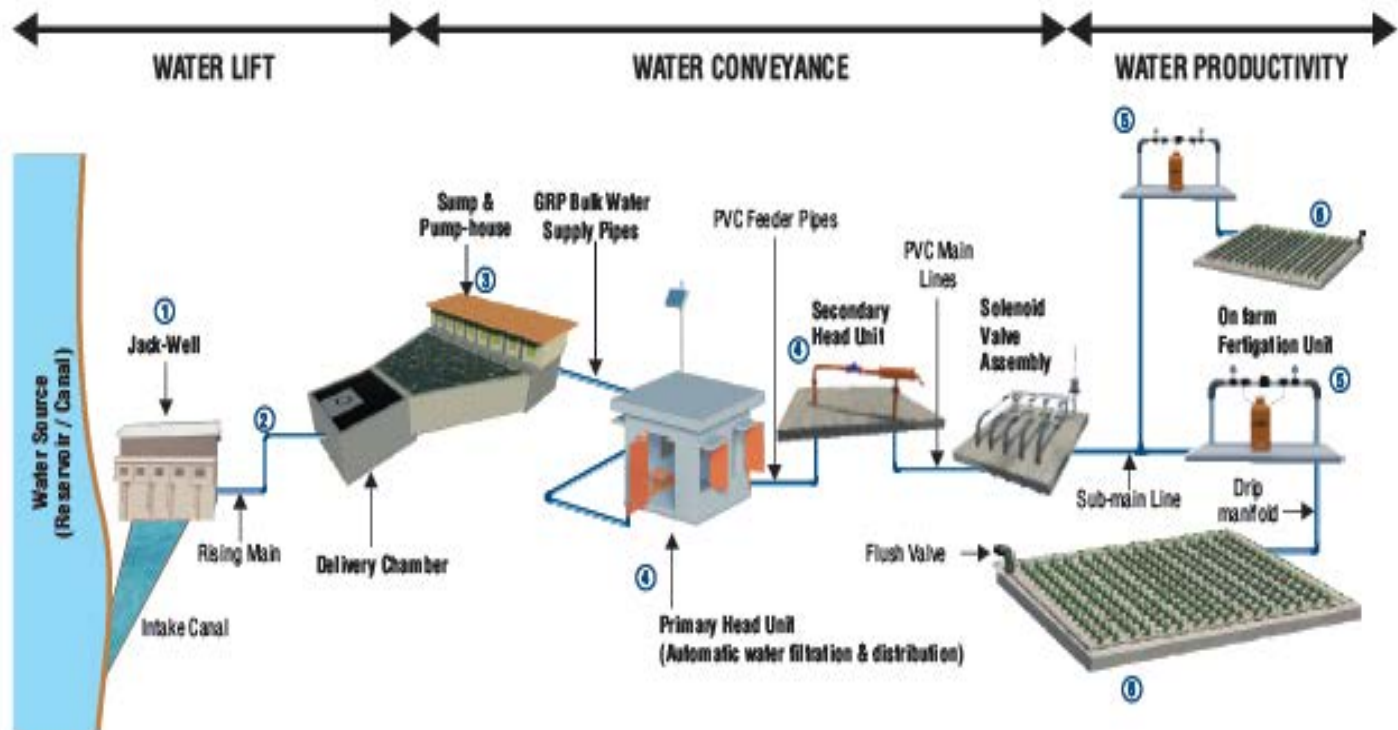 WATER LIFT
WATER CONVEYANCE
WATER PRODUCTIVITY
Water Source
(Reservoir / Canal)
1
Jack-Well
Intake Canal
Rising Main
2
Delivery Chamber
Sump &
Pump-house
3
GRP Bulk Water
Supply Pipes
4
Primary Head Unit
(Automatic water filtration & distribution)
PVC Feeder Pipes
4
Secondary
Head Unit
PVC Main
Lines
Solenoid
Valve
Assembly
Sub-main Line
5
6
On farm
Fertigation Unit
5
Drip
manifold
Flush Valve
6